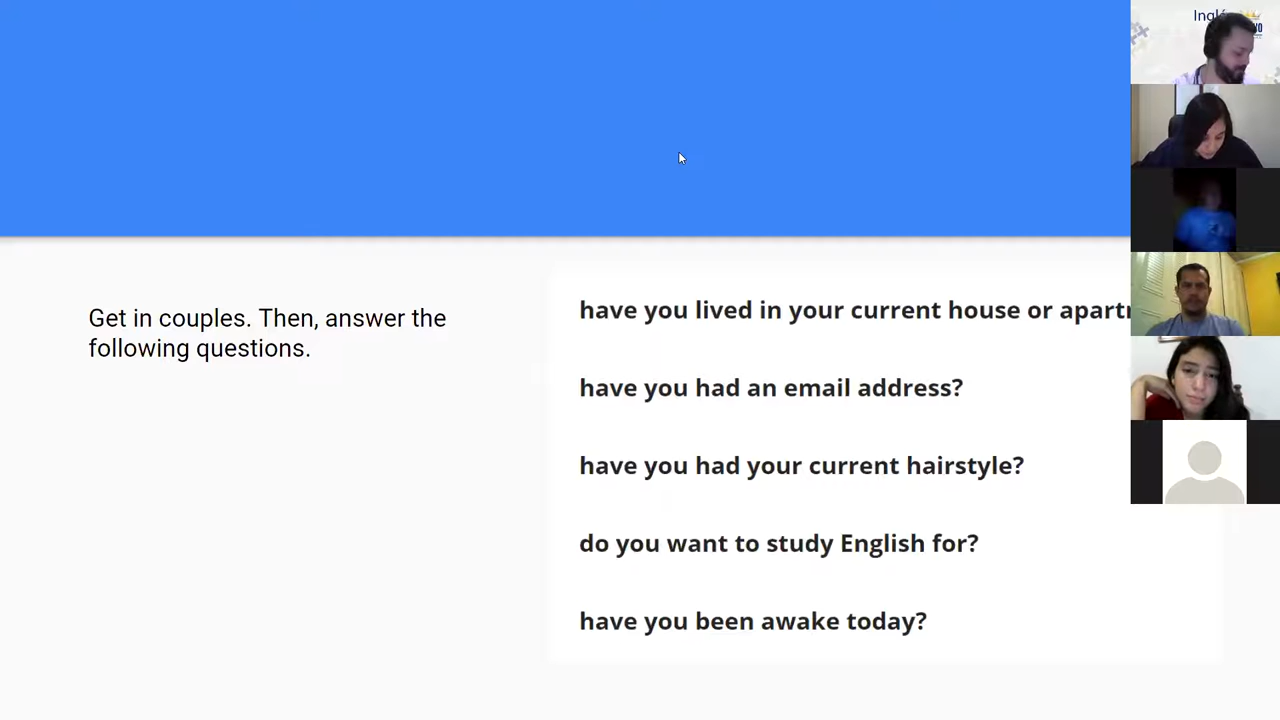 Get in couples. Then, answer the
following questions.
have you lived in your current house or
have you had an email address?
have you had your current hairstyle?
do you want to study English for?
have you been awake today?